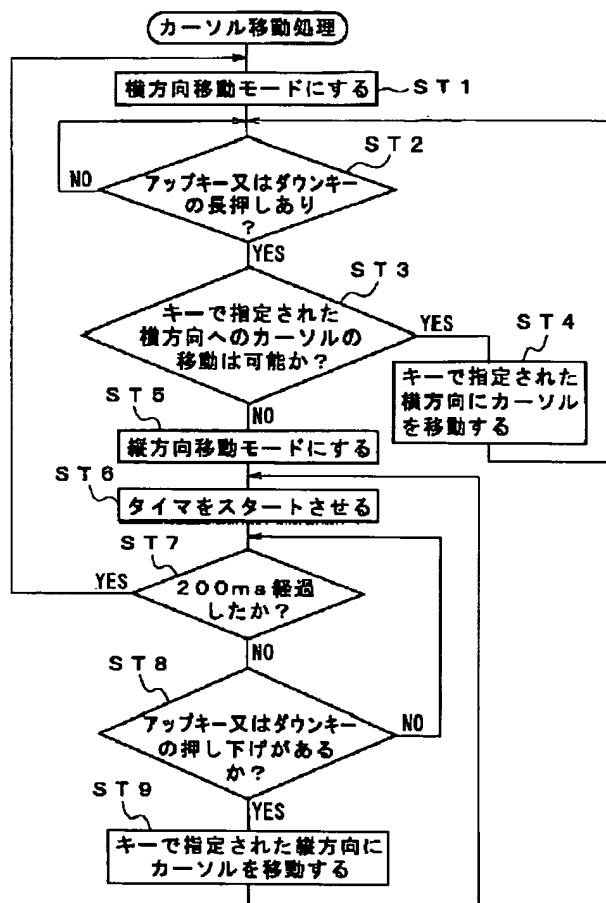 カーソル移動処理
横方向移動モードにする
ST1
ST2
アップキー又はダウンキー
の長押しあり
?
NO
YES
ST3
キーで指定された
横方向へのカーソルの
移動は可能か?
YES
ST4
キーで指定された
横方向にカーソル
を移動する
NO
ST5
縦方向移動モードにする
ST6
タイマをスタートさせる
ST7
200ms経過
したか?
YES
NO
ST8
アップキー又はダウンキー
の押し下げがある
か?
NO
YES
ST9
キーで指定された縦方向に
カーソルを移動する